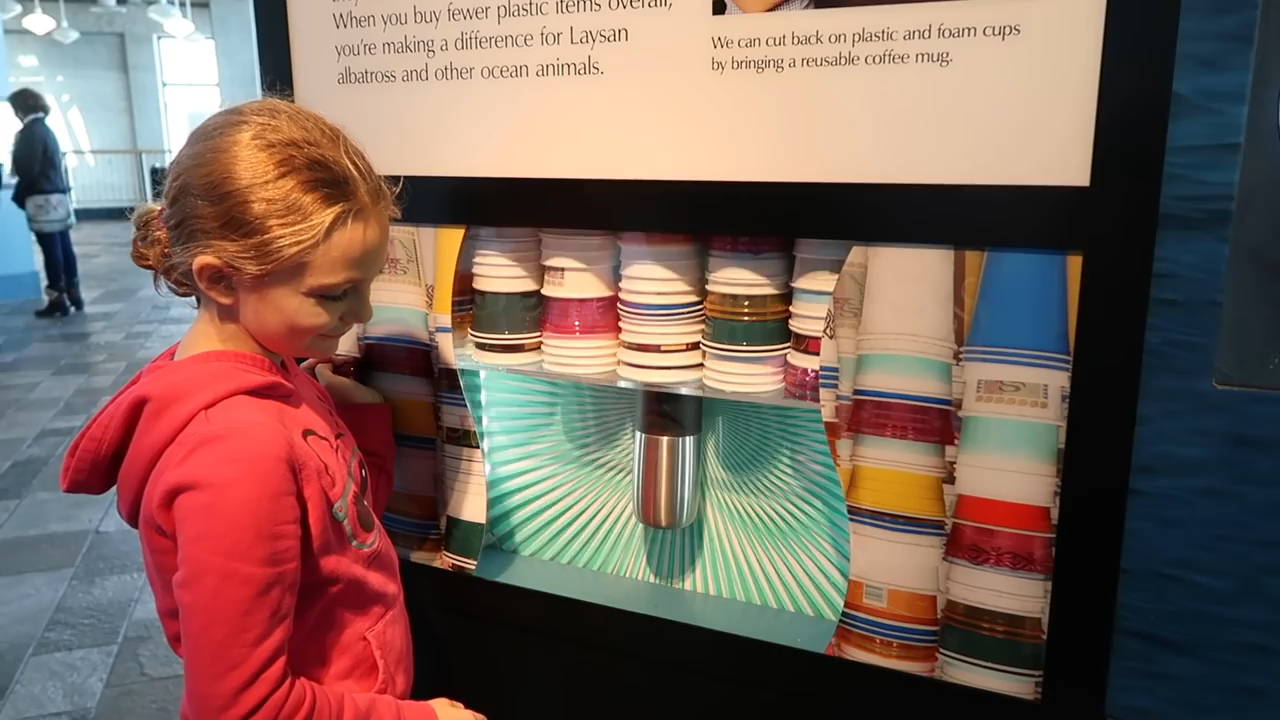 When you buy fewer plastic items overall,
you're making a difference for Laysan
albatross and other ocean animals.
We can cut back on plastic and foam cups
by bringing a reusable coffee mug.